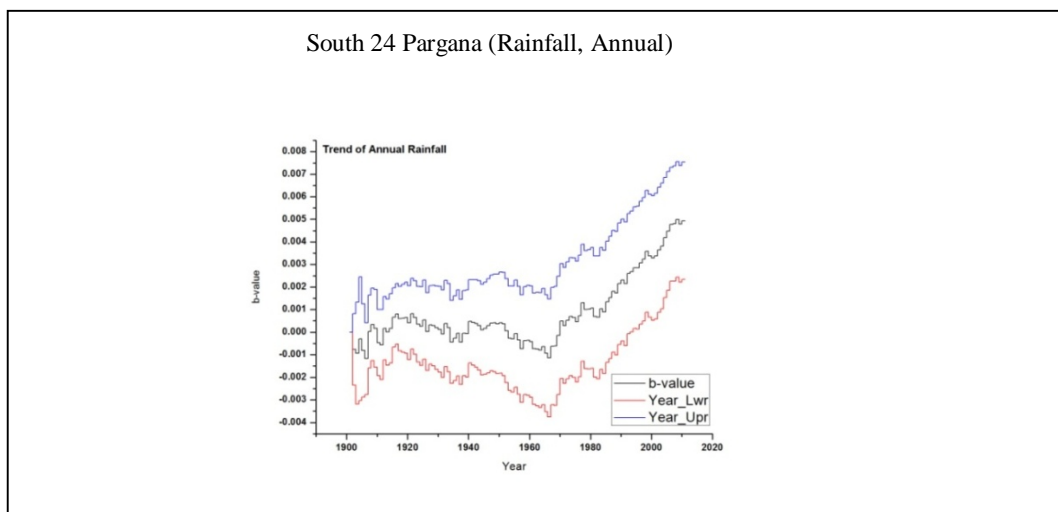 South 24 Pargana (Rainfall, Annual)
Trend of Annual Rainfall
0.008
0.007
0.006
0.005
0.004
0.003
0.002
0.001
0.000
-0.001
-0.002
-0.003
-0.004
b-value
b-value
Year_Lwr
Year_Upr
1900 1920 1940 1960 1980 2000 2020
Year